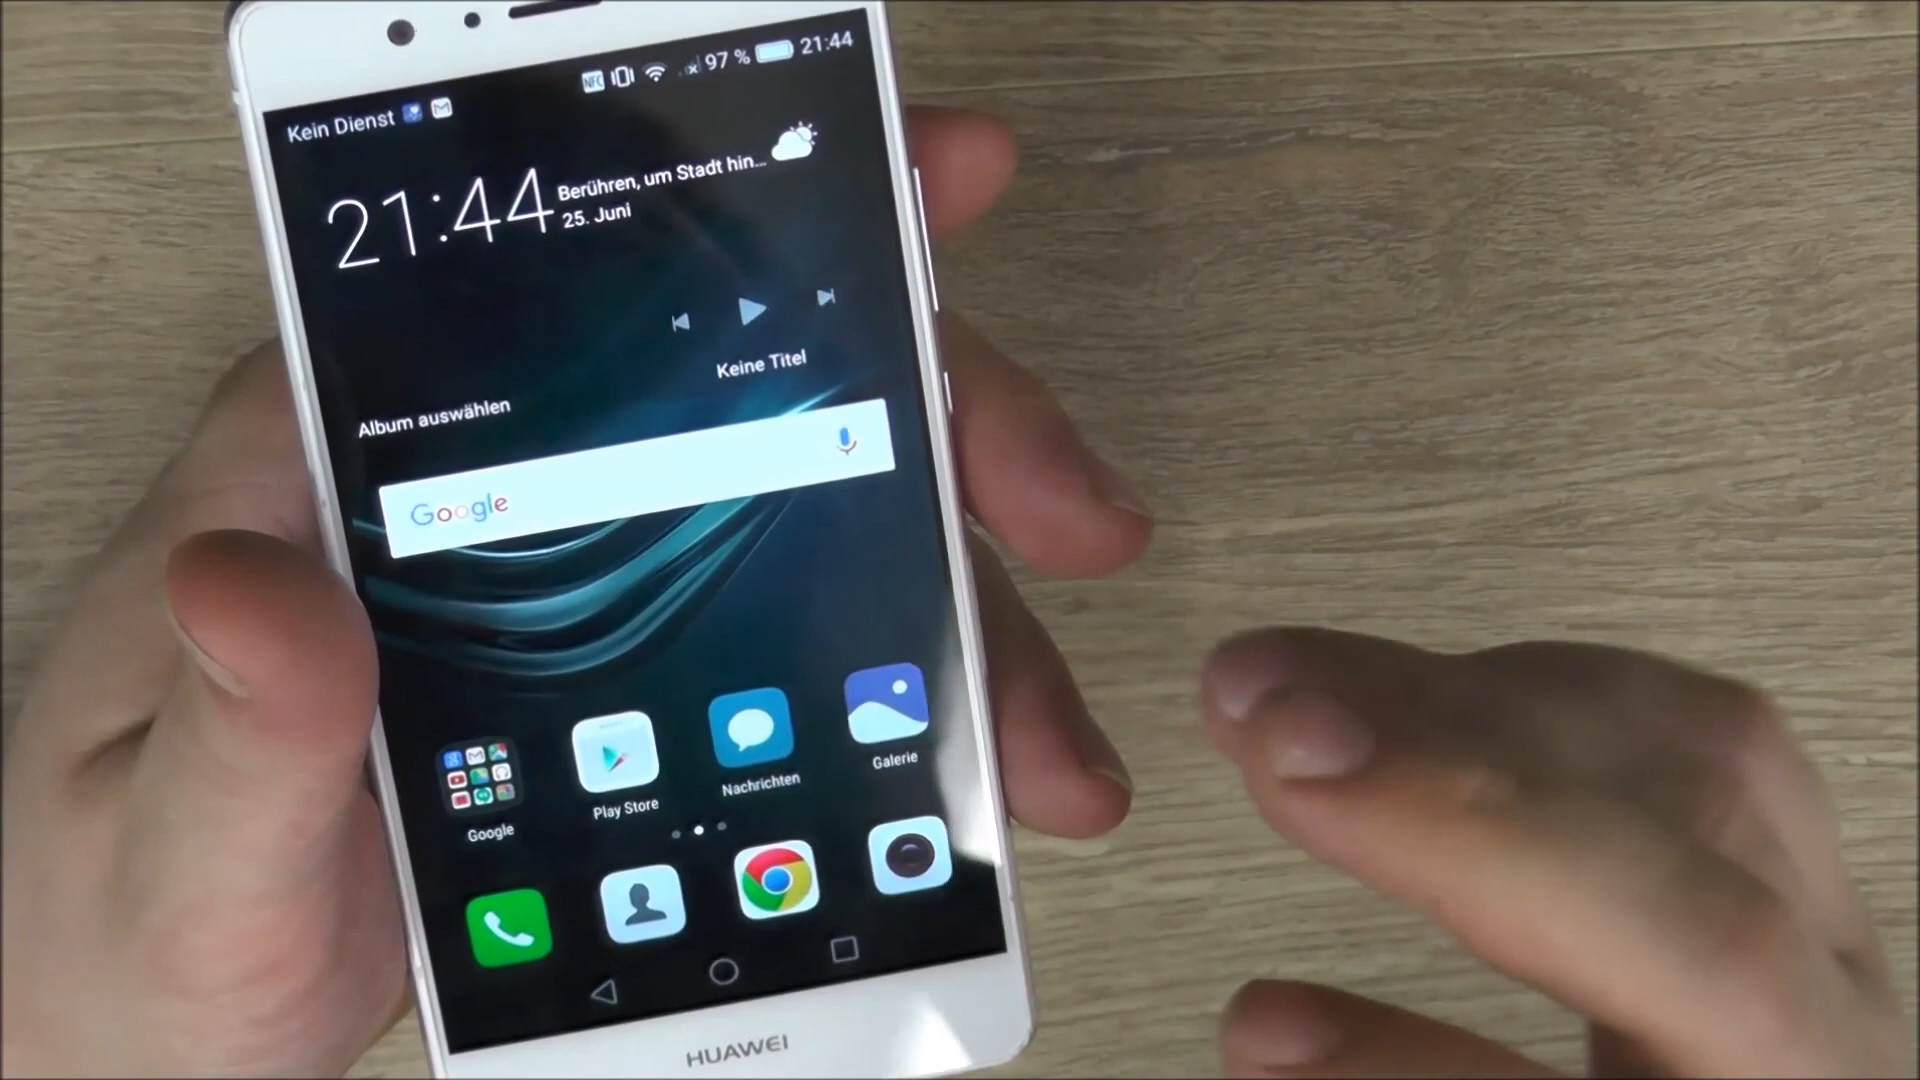 NFC 97 % 21:44
Kein Dienst
21:44
Berühren, um Stadt hin...
25. Juni
Keine Titel
Album auswählen
Google
Google
Play Store
Nachrichten
Galerie
HUAWEI